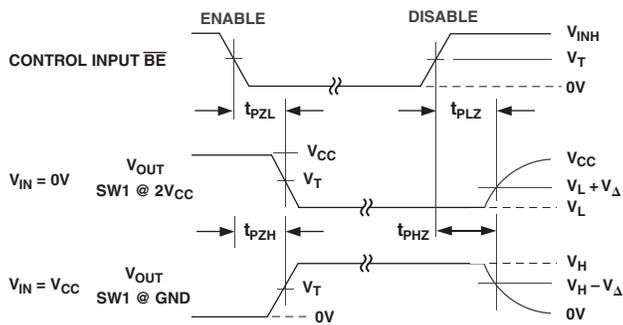 ENABLE DISABLE
V_INH
CONTROL INPUT B̅E̅ V_T
0V
t_PZL t_PLZ
V_CC V_CC
V_OUT
V_IN = 0V V_T V_L + V_Δ
SW1 @ 2V_CC
V_L
t_PZH t_PHZ
V_H
V_OUT
V_IN = V_CC V_T V_H – V_Δ
SW1 @ GND
0V 0V